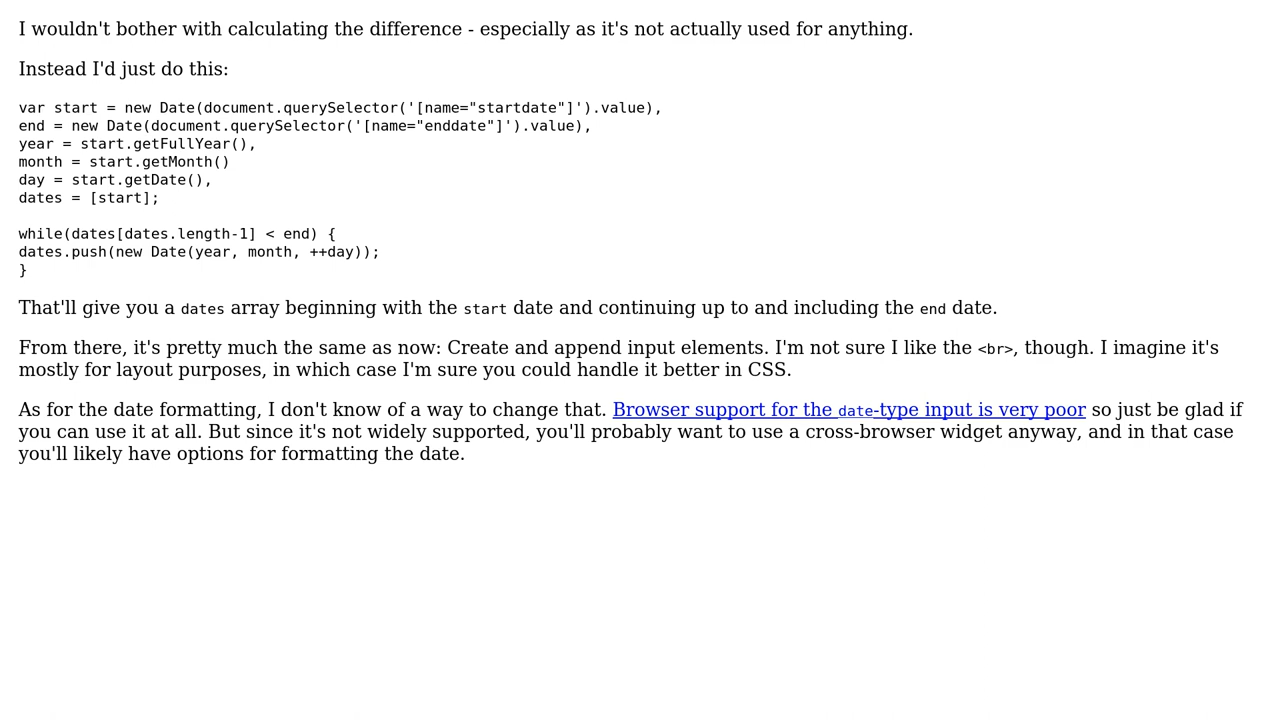 I wouldn't bother with calculating the difference - especially as it's not actually used for anything.
Instead I'd just do this:
var start = new Date(document.querySelector('[name="startdate"]').value),
end = new Date(document.querySelector('[name="enddate"]').value),
year = start.getFullYear(),
month = start.getMonth()
day = start.getDate(),
dates = [start];
while(dates[dates.length-1] < end) {
dates.push(new Date(year, month, ++day));
}
That'll give you a dates array beginning with the start date and continuing up to and including the end date.
From there, it's pretty much the same as now: Create and append input elements. I'm not sure I like the <br>, though. I imagine it's
mostly for layout purposes, in which case I'm sure you could handle it better in CSS.
As for the date formatting, I don't know of a way to change that. Browser support for the date-type input is very poor so just be glad if
you can use it at all. But since it's not widely supported, you'll probably want to use a cross-browser widget anyway, and in that case
you'll likely have options for formatting the date.